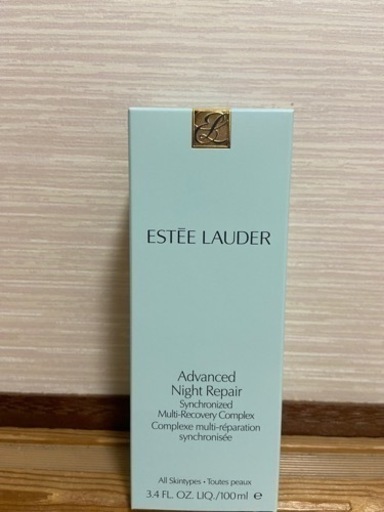 EL
ESTĒE LAUDER
Advanced
Night Repair
Synchronized
Multi-Recovery Complex
Complexe multi-réparation
synchronisée
All Skintypes • Toutes peaux
3.4 FL. OZ. LIQ./100ml ℮